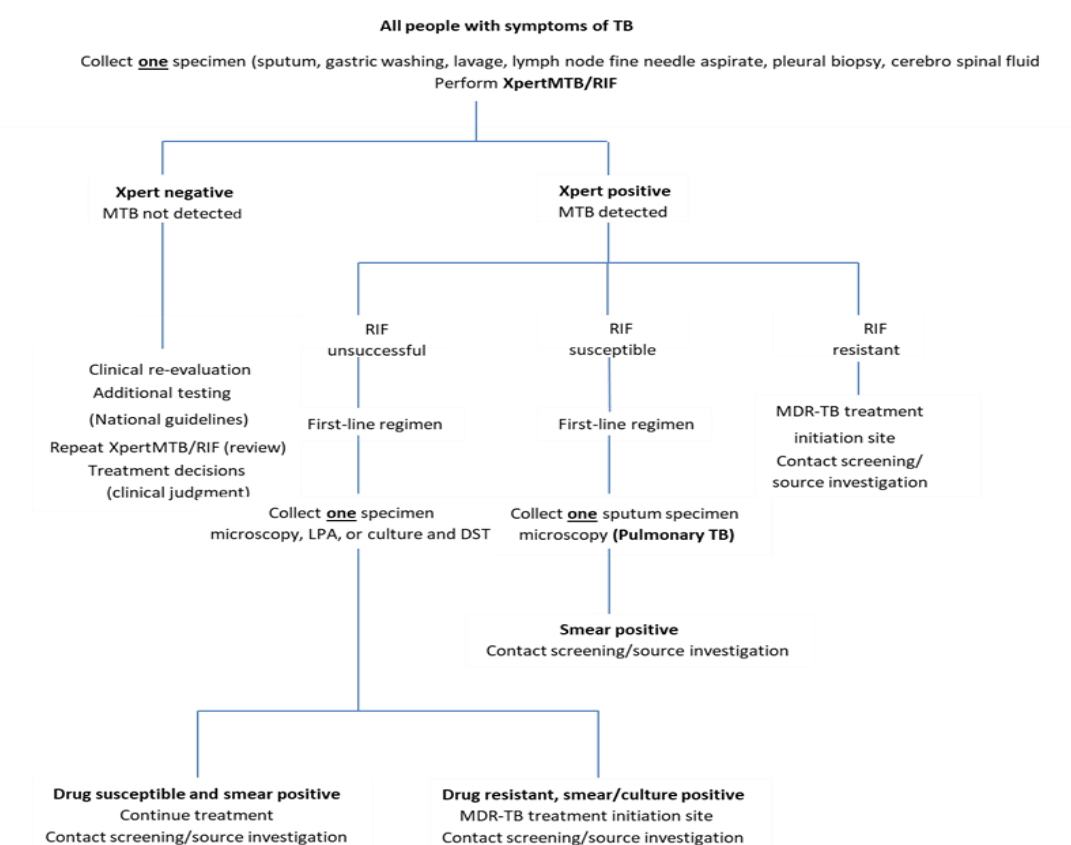 All people with symptoms of TB
Collect one specimen (sputum, gastric washing, lavage, lymph node fine needle aspirate, pleural biopsy, cerebro spinal fluid
Perform XpertMTB/RIF
Xpert negative
MTB not detected
Xpert positive
MTB detected
Clinical re-evaluation
Additional testing
(National guidelines)
Repeat XpertMTB/RIF (review)
Treatment decisions
(clinical judgment)
RIF
unsuccessful
First-line regimen
Collect one specimen
microscopy, LPA, or culture and DST
RIF
susceptible
First-line regimen
Collect one sputum specimen
microscopy (Pulmonary TB)
Smear positive
Contact screening/source investigation
RIF
resistant
MDR-TB treatment
initiation site
Contact screening/
source investigation
Drug susceptible and smear positive
Continue treatment
Contact screening/source investigation
Drug resistant, smear/culture positive
MDR-TB treatment initiation site
Contact screening/source investigation